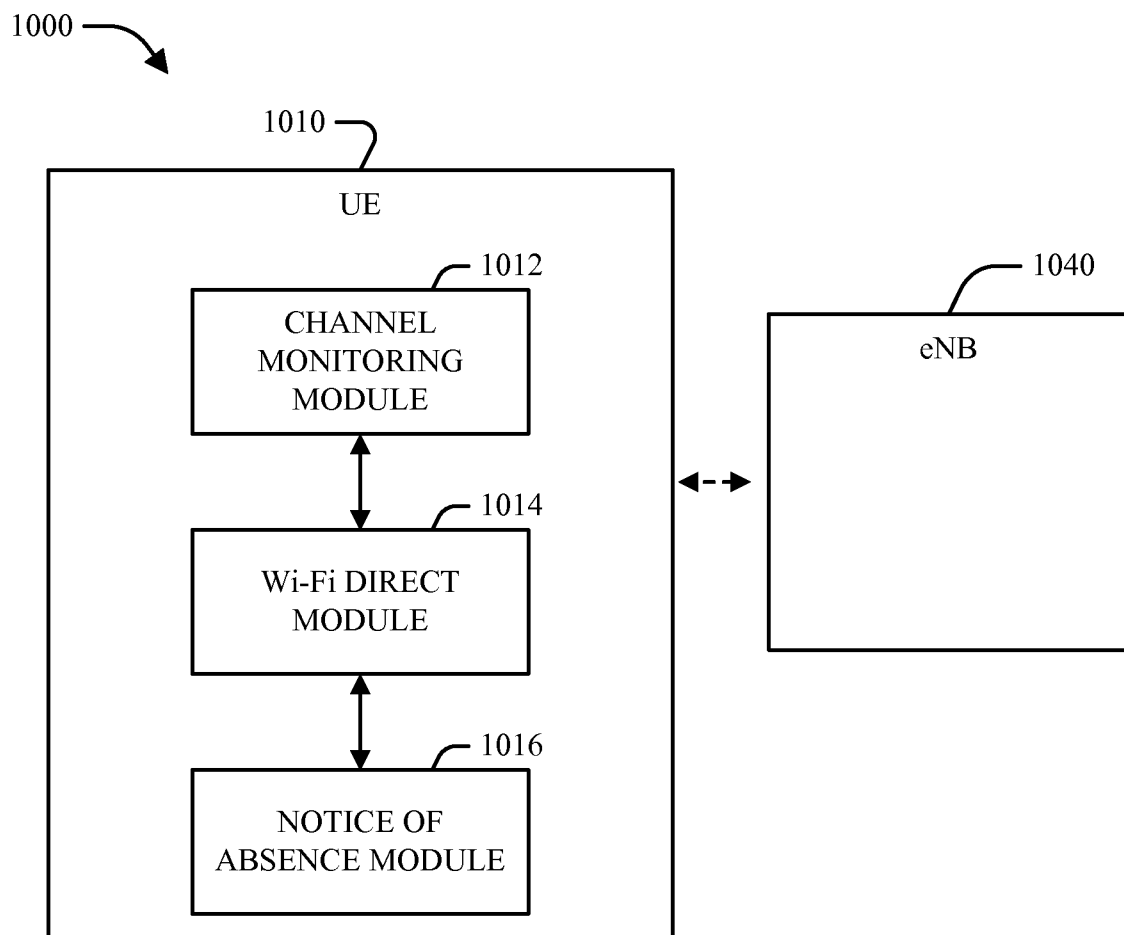 1000
1010
UE
1012
CHANNEL
MONITORING
MODULE
1040
eNB
1014
Wi-Fi DIRECT
MODULE
1016
NOTICE OF
ABSENCE MODULE